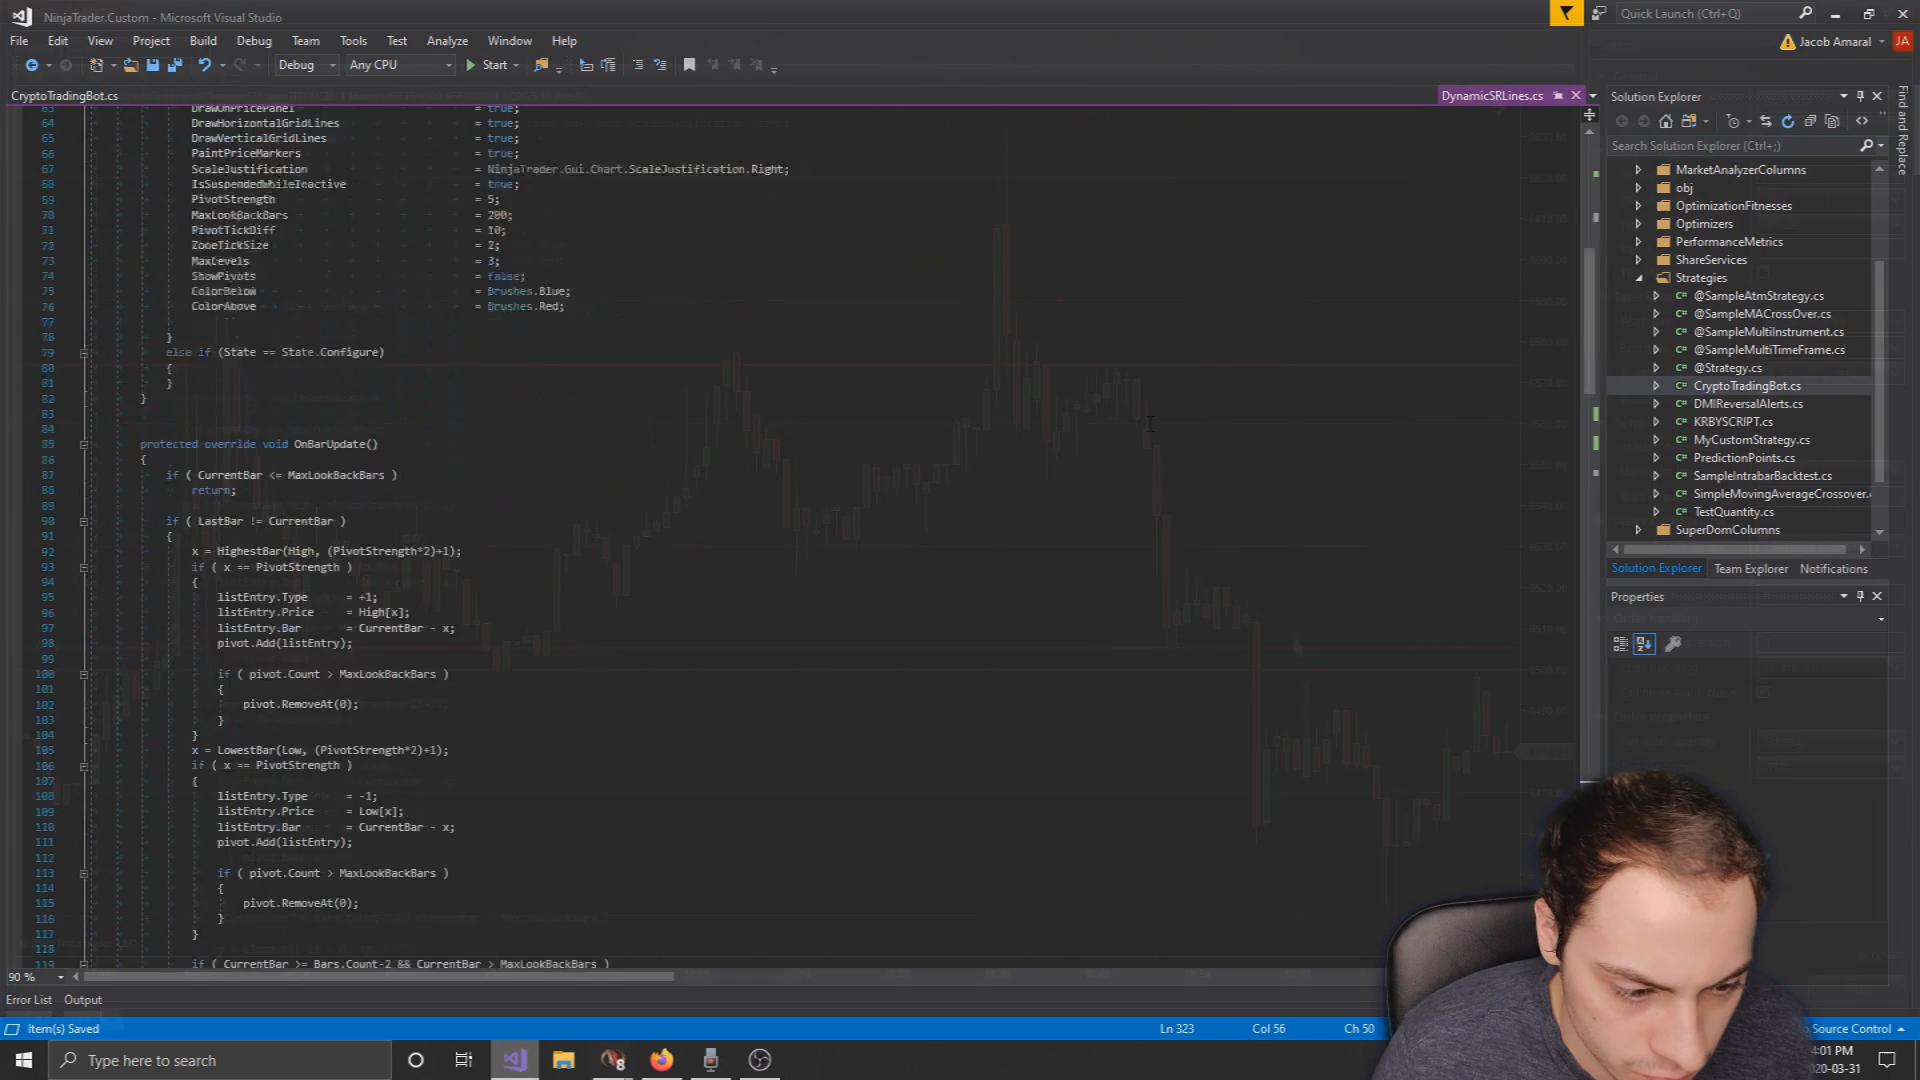 NinjaTrader.Custom - Microsoft Visual Studio
Quick Launch (Ctrl+Q)
File Edit View Project Build Debug Team Tools Test Analyze Window Help
Jacob Amaral JA
Debug Any CPU Start
CryptoTradingBot.cs DynamicSRLines.cs
63 DrawOnPricePanel = true;
64 DrawHorizontalGridLines = true;
65 DrawVerticalGridLines = true;
66 PaintPriceMarkers = true;
67 ScaleJustification = NinjaTrader.Gui.Chart.ScaleJustification.Right;
68 IsSuspendedWhileInactive = true;
69 PivotStrength = 5;
70 MaxLookBackBars = 200;
71 PivotTickDiff = 10;
72 ZoneTickSize = 2;
73 MaxLevels = 3;
74 ShowPivots = false;
75 ColorBelow = Brushes.Blue;
76 ColorAbove = Brushes.Red;
77
78 }
79 else if (State == State.Configure)
80 {
81 }
82 }
83
84
85 protected override void OnBarUpdate()
86 {
87 if ( CurrentBar <= MaxLookBackBars )
88 return;
89
90 if ( LastBar != CurrentBar )
91 {
92 x = HighestBar(High, (PivotStrength*2)+1);
93 if ( x == PivotStrength )
94 {
95 listEntry.Type = +1;
96 listEntry.Price = High[x];
97 listEntry.Bar = CurrentBar - x;
98 pivot.Add(listEntry);
99
100 if ( pivot.Count > MaxLookBackBars )
101 {
102 pivot.RemoveAt(0);
103 }
104 }
105 x = LowestBar(Low, (PivotStrength*2)+1);
106 if ( x == PivotStrength )
107 {
108 listEntry.Type = -1;
109 listEntry.Price = Low[x];
110 listEntry.Bar = CurrentBar - x;
111 pivot.Add(listEntry);
112
113 if ( pivot.Count > MaxLookBackBars )
114 {
115 pivot.RemoveAt(0);
116 }
117 }
118
119 if ( CurrentBar >= Bars.Count-2 && CurrentBar > MaxLookBackBars )
90 %
Error List Output
Item(s) Saved Ln 323 Col 56 Ch 50 Source Control
Solution Explorer
Search Solution Explorer (Ctrl+;)
MarketAnalyzerColumns
obj
OptimizationFitnesses
Optimizers
PerformanceMetrics
ShareServices
Strategies
C# @SampleAtmStrategy.cs
C# @SampleMACrossOver.cs
C# @SampleMultiInstrument.cs
C# @SampleMultiTimeFrame.cs
C# @Strategy.cs
C# CryptoTradingBot.cs
C# DMIReversalAlerts.cs
C# KRBYSCRIPT.cs
C# MyCustomStrategy.cs
C# PredictionPoints.cs
C# SampleIntrabarBacktest.cs
C# SimpleMovingAverageCrossover.
C# TestQuantity.cs
SuperDomColumns
Solution Explorer Team Explorer Notifications
Properties
Find and Replace
Type here to search
4:01 PM